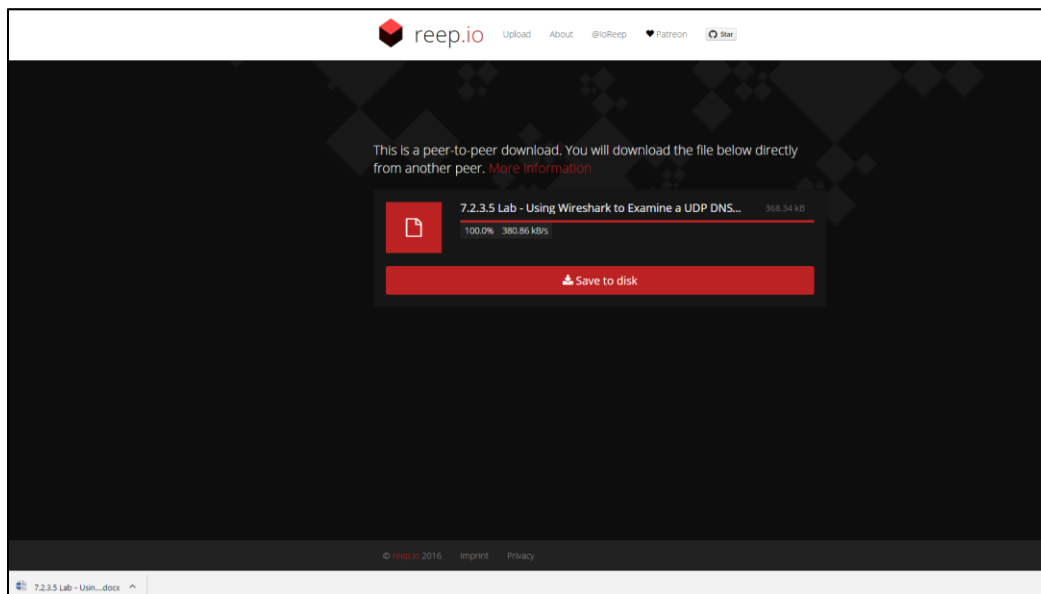 reep.io Upload About @IoReep Patreon Star
This is a peer-to-peer download. You will download the file below directly
from another peer. More Information
7.2.3.5 Lab - Using Wireshark to Examine a UDP DNS... 368.34 kB
100.0% 380.86 kB/s
Save to disk
© reep.io 2016 Imprint Privacy
7.2.3.5 Lab - Usin....docx